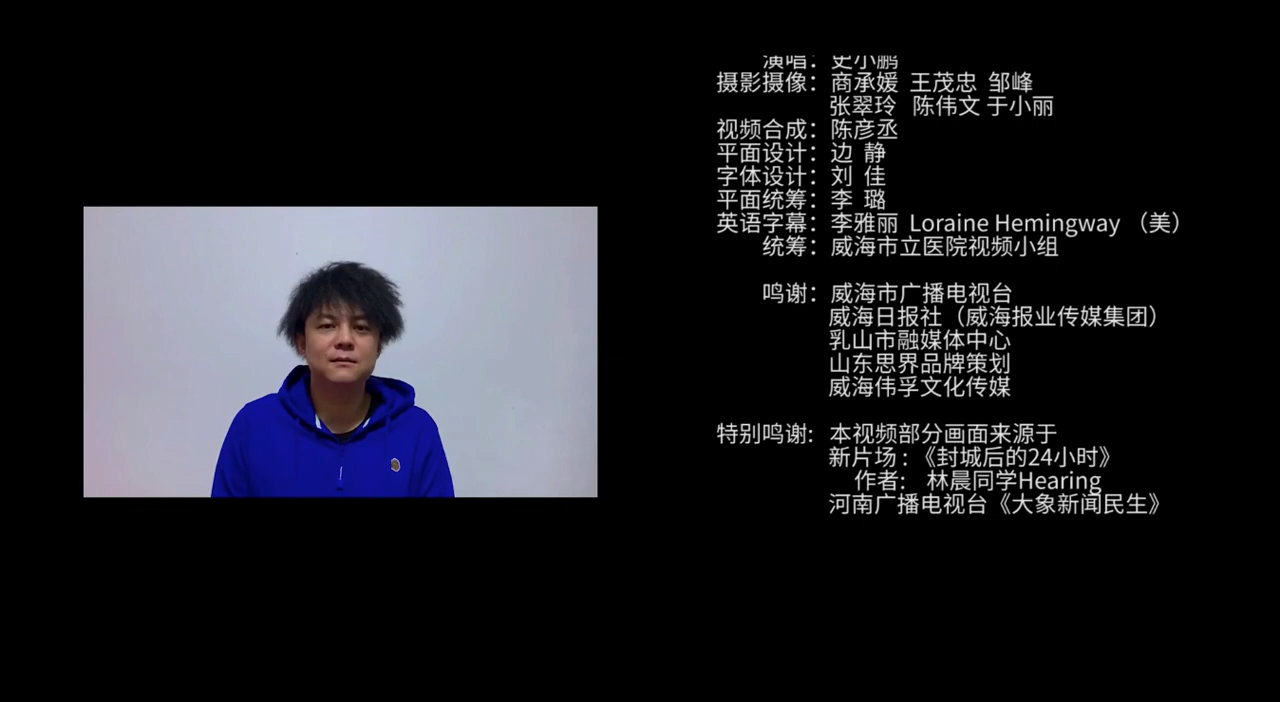 演唱：史小鹏
摄影摄像：商承媛 王茂忠 邹峰
张翠玲 陈伟文 于小丽
视频合成：陈彦丞
平面设计：边 静
字体设计：刘 佳
平面统筹：李 璐
英语字幕：李雅丽 Loraine Hemingway （美）
统筹：威海市立医院视频小组
鸣谢：威海市广播电视台
威海日报社（威海报业传媒集团）
乳山市融媒体中心
山东思界品牌策划
威海伟孚文化传媒
特别鸣谢：本视频部分画面来源于
新片场：《封城后的24小时》
作者： 林晨同学Hearing
河南广播电视台《大象新闻民生》